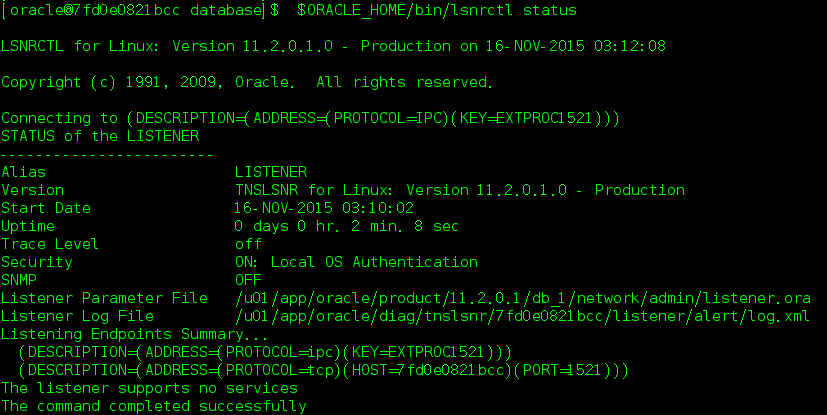 [oracle@7fd0e0821bcc database]$  $ORACLE_HOME/bin/lsnrctl status
LSNRCTL for Linux: Version 11.2.0.1.0 - Production on 16-NOV-2015 03:12:08
Copyright (c) 1991, 2009, Oracle.  All rights reserved.
Connecting to (DESCRIPTION=(ADDRESS=(PROTOCOL=IPC)(KEY=EXTPROC1521)))
STATUS of the LISTENER
------------------------
Alias                     LISTENER
Version                   TNSLSNR for Linux: Version 11.2.0.1.0 - Production
Start Date                16-NOV-2015 03:10:02
Uptime                    0 days 0 hr. 2 min. 8 sec
Trace Level               off
Security                  ON: Local OS Authentication
SNMP                      OFF
Listener Parameter File   /u01/app/oracle/product/11.2.0.1/db_1/network/admin/listener.ora
Listener Log File         /u01/app/oracle/diag/tnslsnr/7fd0e0821bcc/listener/alert/log.xml
Listening Endpoints Summary...
  (DESCRIPTION=(ADDRESS=(PROTOCOL=ipc)(KEY=EXTPROC1521)))
  (DESCRIPTION=(ADDRESS=(PROTOCOL=tcp)(HOST=7fd0e0821bcc)(PORT=1521)))
The listener supports no services
The command completed successfully